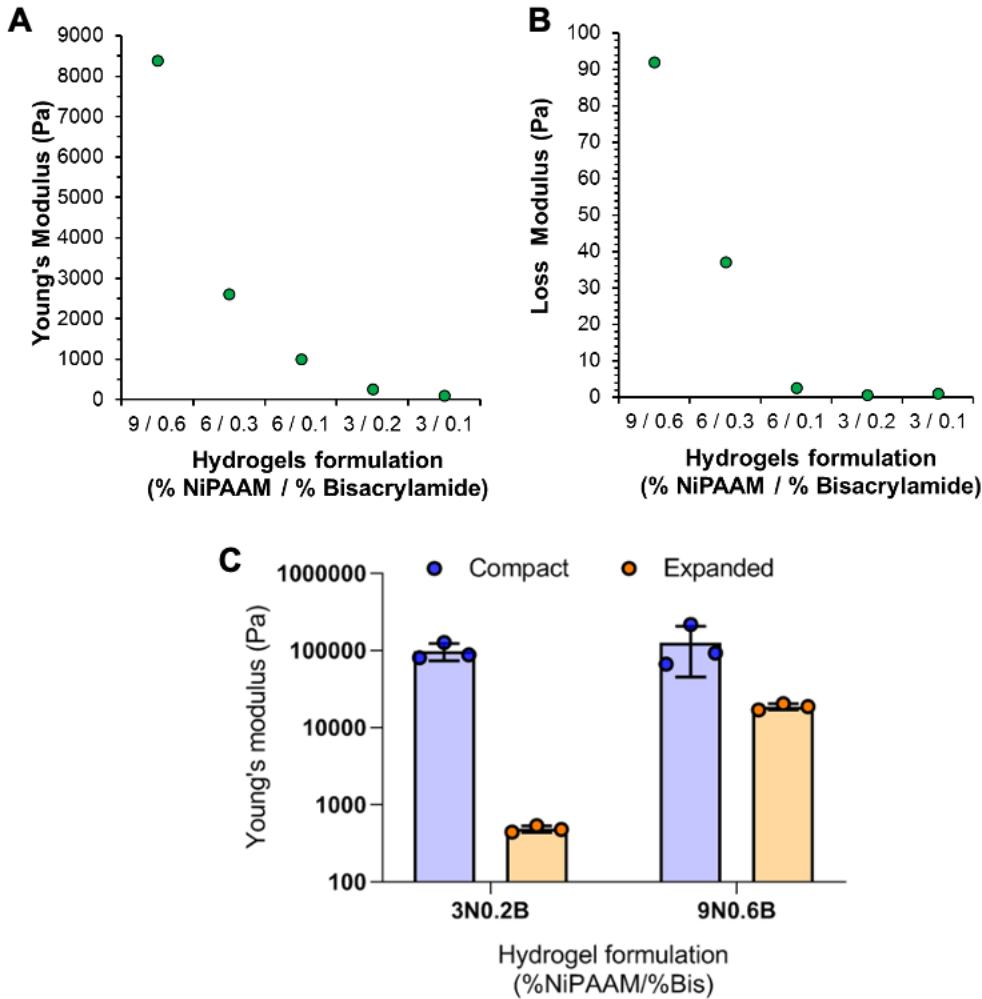 A
Young's Modulus (Pa)
9000
8000
7000
6000
5000
4000
3000
2000
1000
0
9 / 0.6 6 / 0.3 6 / 0.1 3 / 0.2 3 / 0.1
Hydrogels formulation
(% NiPAAM / % Bisacrylamide)
B
Loss Modulus (Pa)
100
90
80
70
60
50
40
30
20
10
0
9 / 0.6 6 / 0.3 6 / 0.1 3 / 0.2 3 / 0.1
Hydrogels formulation
(% NiPAAM / % Bisacrylamide)
C
Compact Expanded
Young's modulus (Pa)
1000000
100000
10000
1000
100
3N0.2B 9N0.6B
Hydrogel formulation
(%NiPAAM/%Bis)